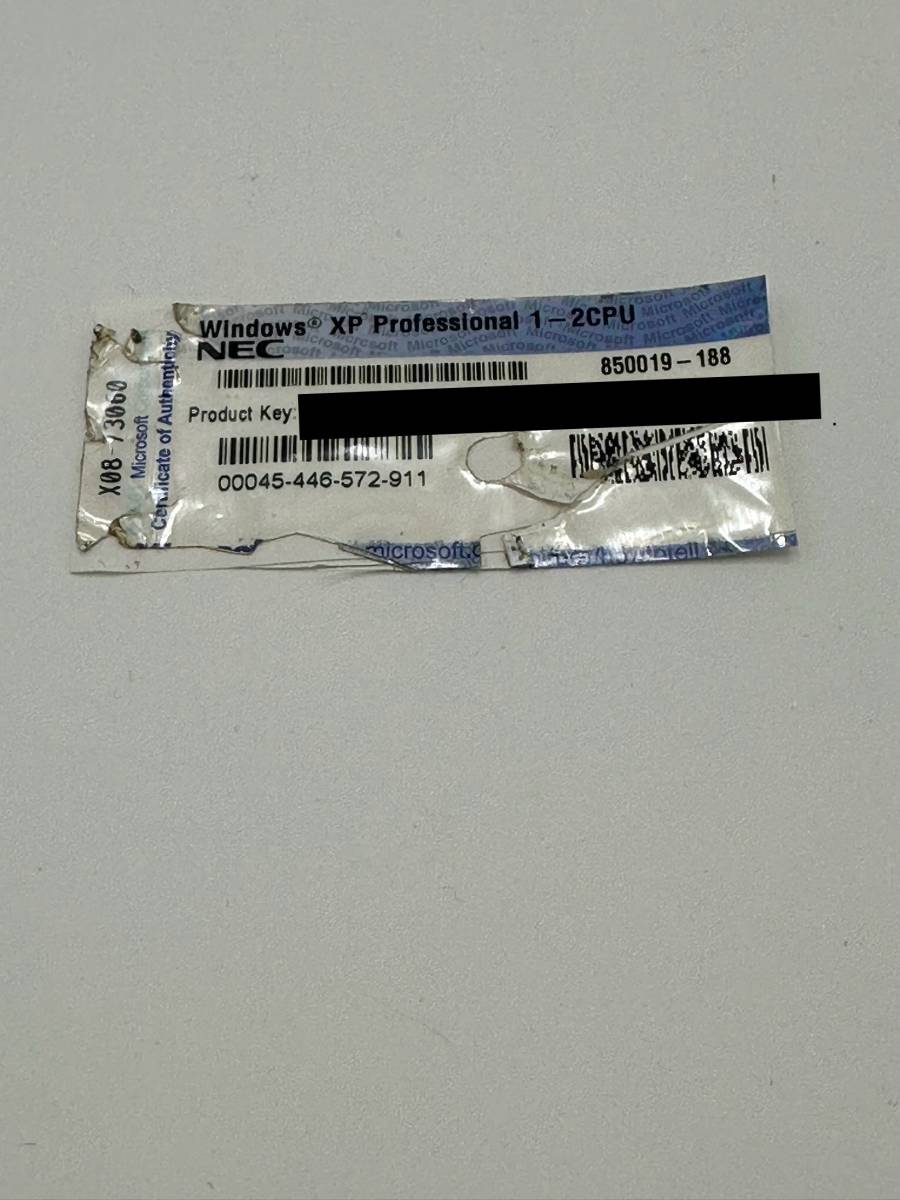 Windows® XP Professional 1-2CPU
NEC
850019-188
Product Key:
00045-446-572-911
X08-73060
Microsoft
Certificate of Authenticity
microsoft.c